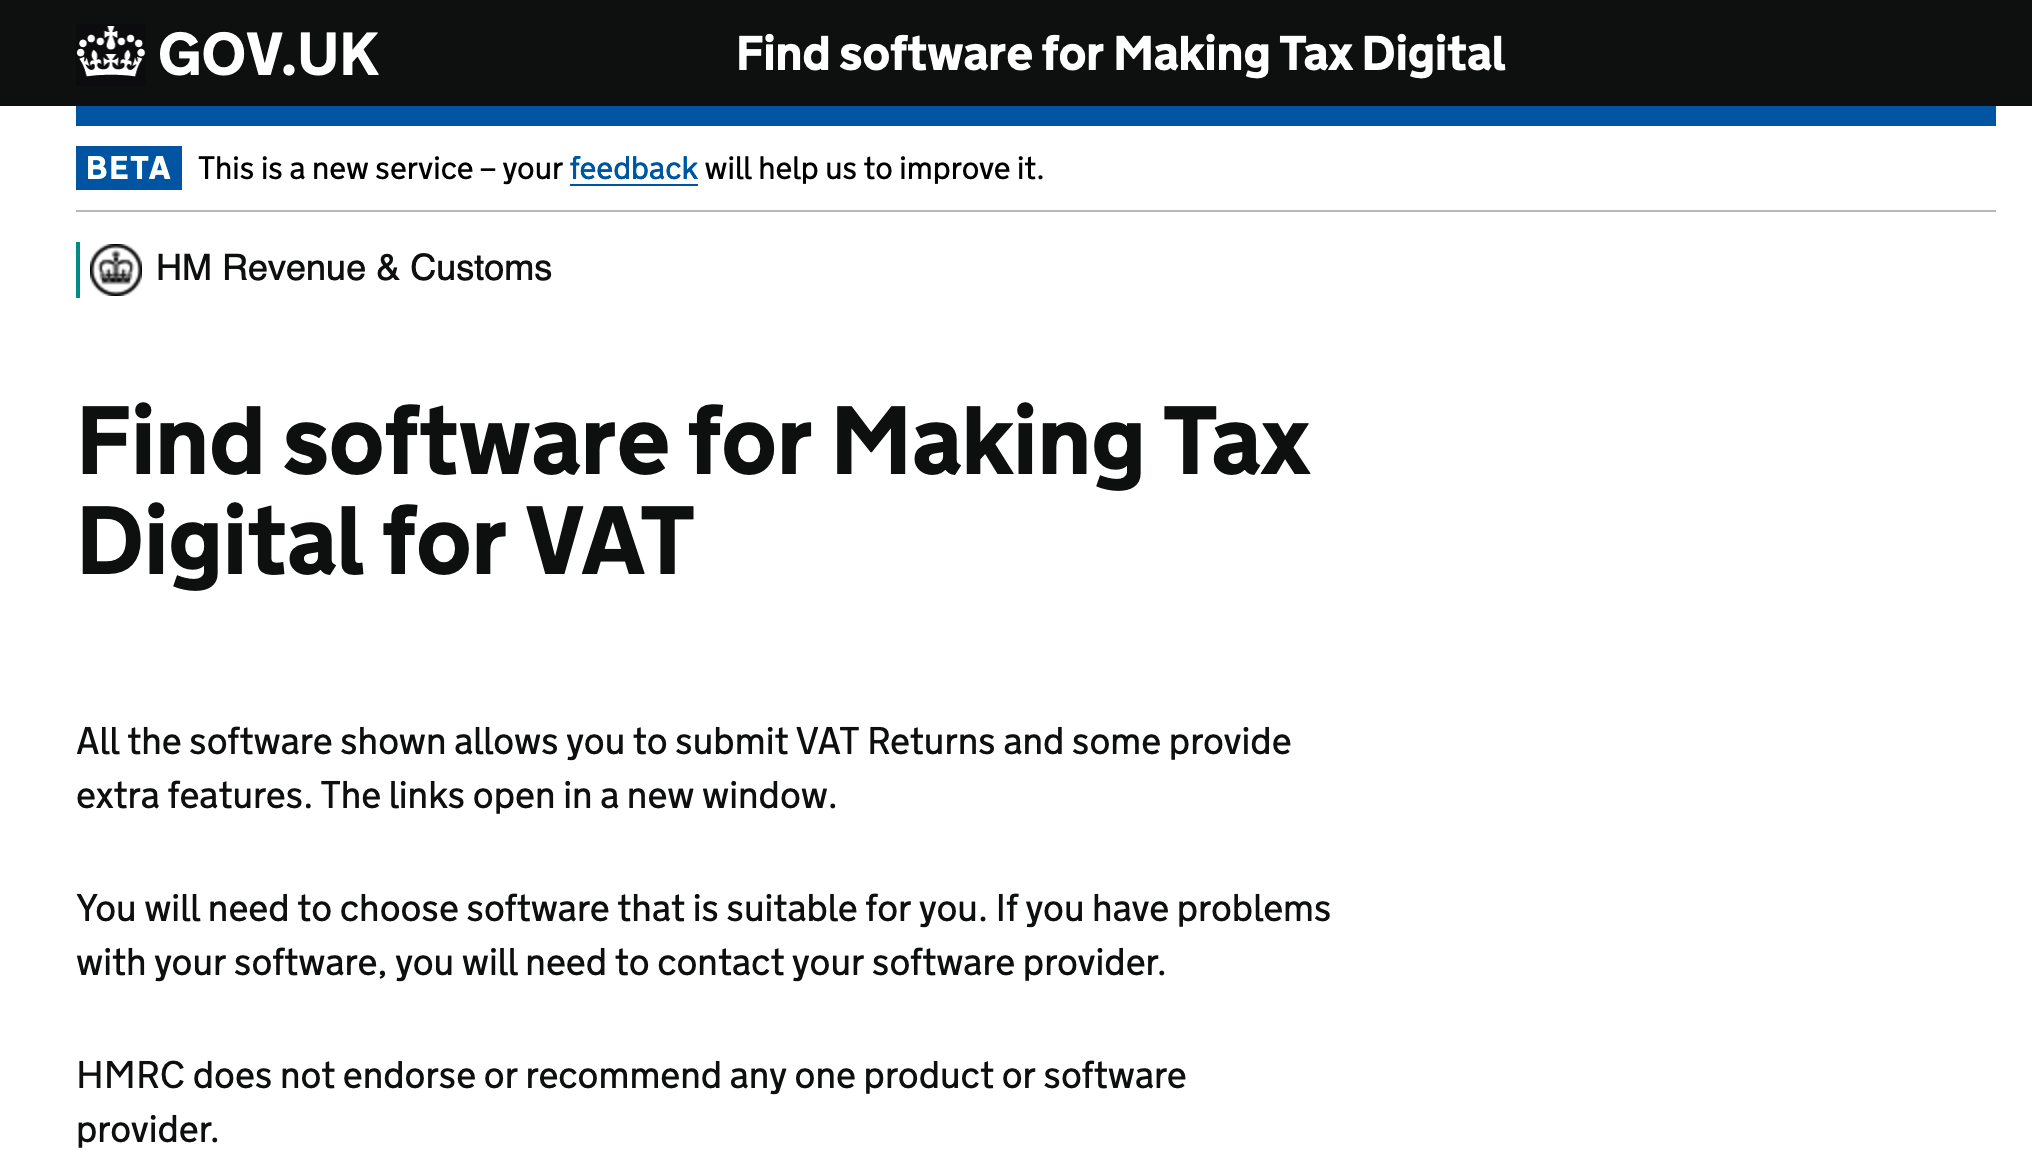 GOV.UK
Find software for Making Tax Digital
BETA This is a new service – your feedback will help us to improve it.
HM Revenue & Customs
Find software for Making Tax
Digital for VAT
All the software shown allows you to submit VAT Returns and some provide
extra features. The links open in a new window.
You will need to choose software that is suitable for you. If you have problems
with your software, you will need to contact your software provider.
HMRC does not endorse or recommend any one product or software
provider.